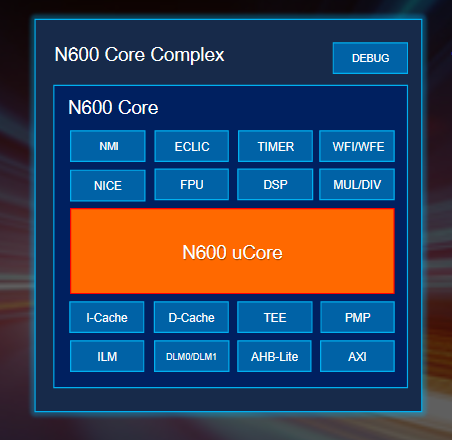 N600 Core Complex
DEBUG
N600 Core
NMI ECLIC TIMER WFI/WFE
NICE FPU DSP MUL/DIV
N600 uCore
I-Cache D-Cache TEE PMP
ILM DLM0/DLM1 AHB-Lite AXI